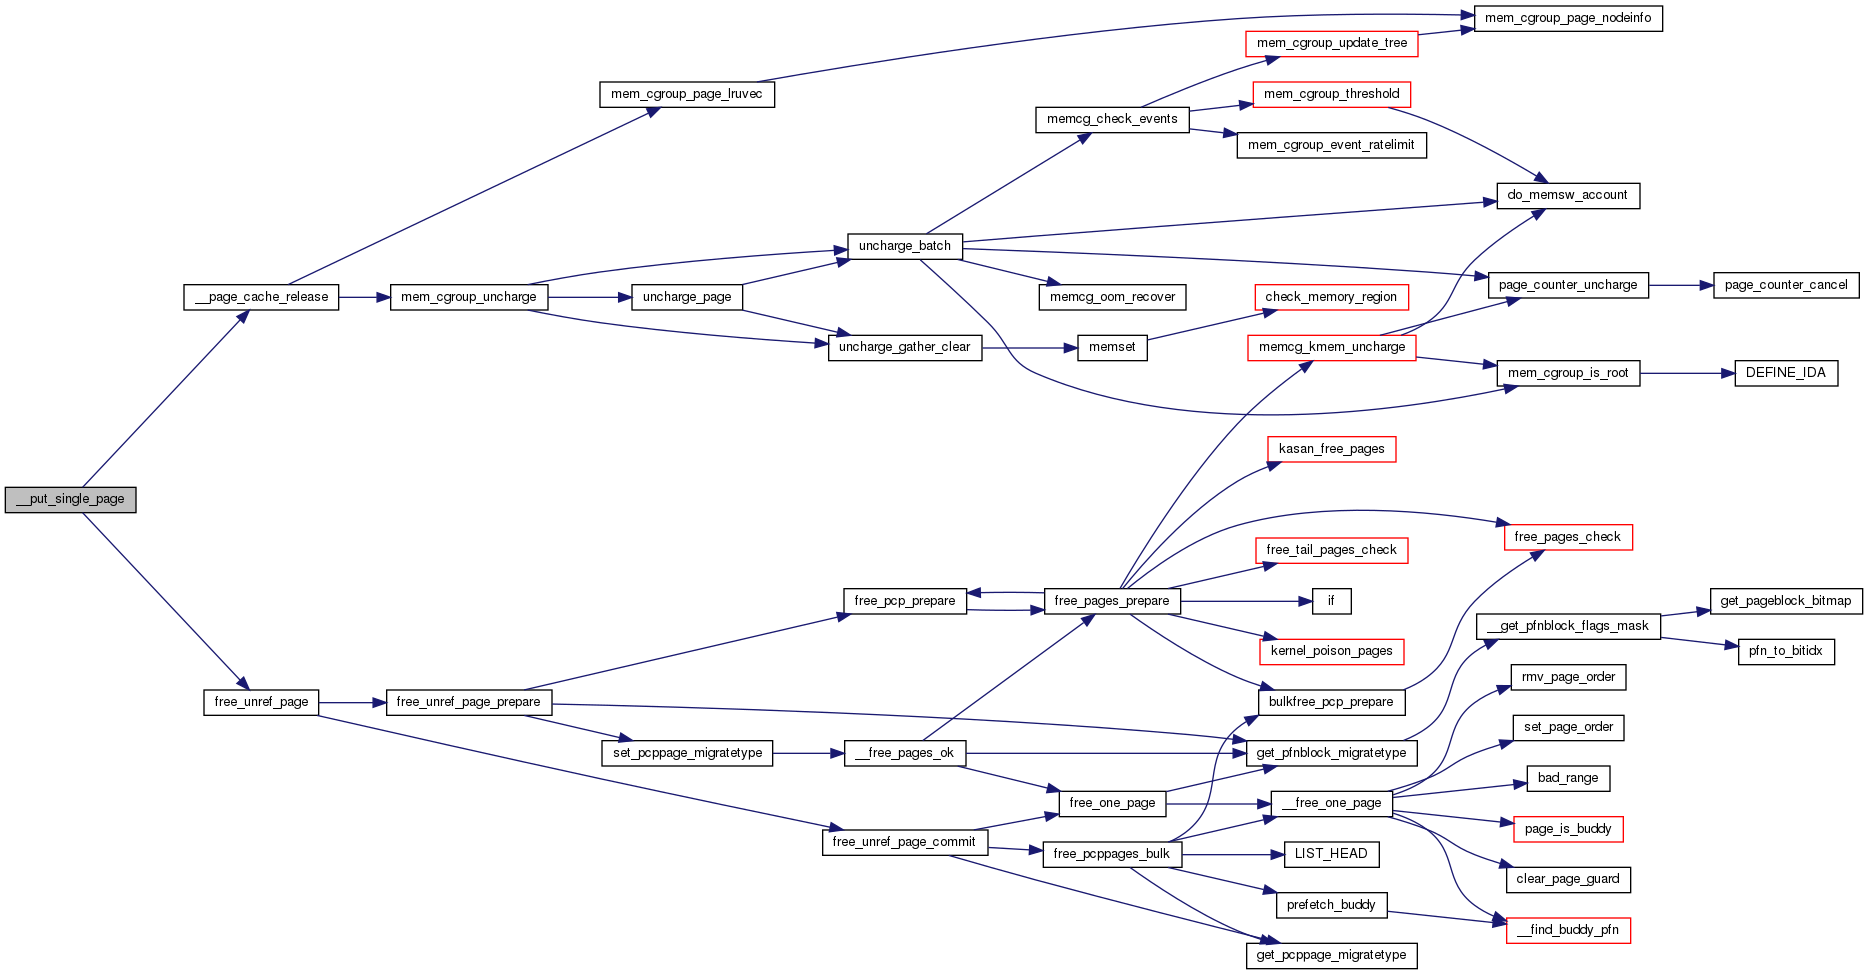 mem_cgroup_page_nodeinfo
mem_cgroup_update_tree
mem_cgroup_page_lruvec
mem_cgroup_threshold
memcg_check_events
mem_cgroup_event_ratelimit
do_memsw_account
uncharge_batch
page_counter_uncharge
page_counter_cancel
__page_cache_release
mem_cgroup_uncharge
uncharge_page
memcg_oom_recover
check_memory_region
uncharge_gather_clear
memset
memcg_kmem_uncharge
mem_cgroup_is_root
DEFINE_IDA
kasan_free_pages
__put_single_page
free_pages_check
free_tail_pages_check
free_pcp_prepare
free_pages_prepare
if
get_pageblock_bitmap
__get_pfnblock_flags_mask
kernel_poison_pages
pfn_to_bitidx
rmv_page_order
free_unref_page
free_unref_page_prepare
bulkfree_pcp_prepare
set_page_order
set_pcppage_migratetype
__free_pages_ok
get_pfnblock_migratetype
bad_range
free_one_page
__free_one_page
page_is_buddy
free_unref_page_commit
free_pcppages_bulk
LIST_HEAD
clear_page_guard
prefetch_buddy
__find_buddy_pfn
get_pcppage_migratetype